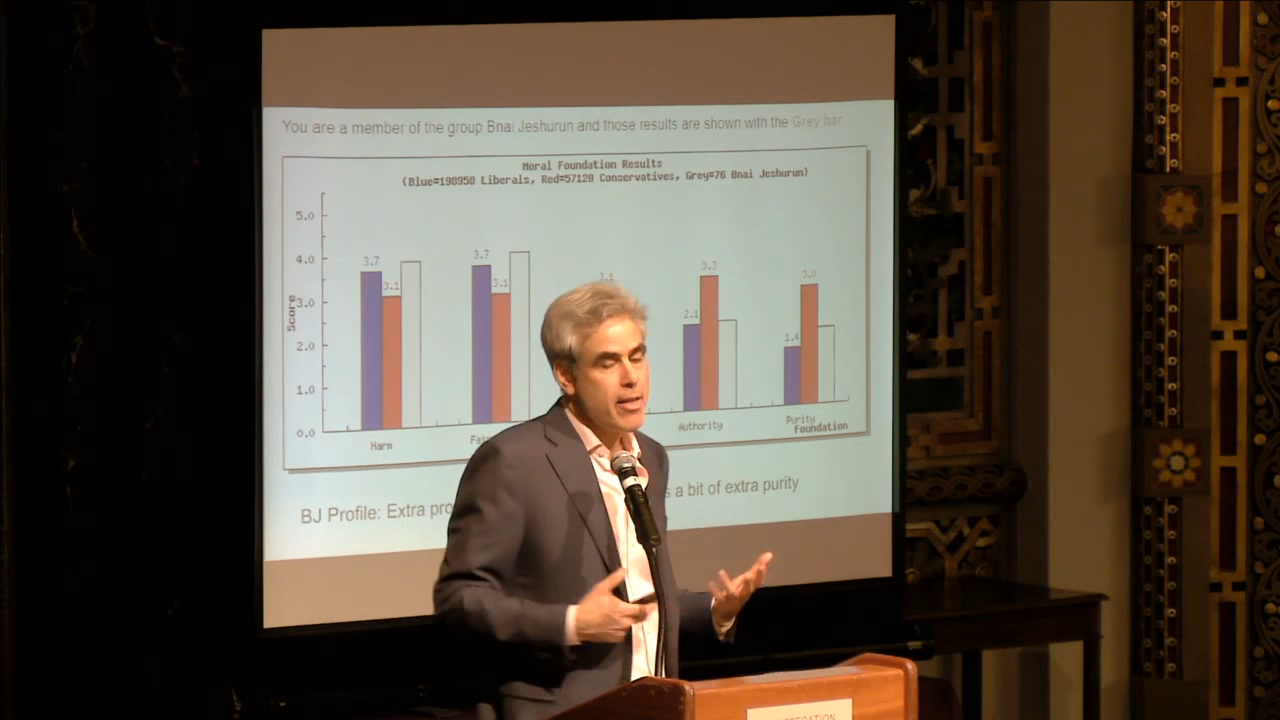 You are a member of the group Bnai Jeshurun and those results are shown with the Grey bar
Moral Foundation Results
(Blue=198958 Liberals, Red=57120 Conservatives, Grey=76 Bnai Jeshurun)
5.0
4.0
3.0
2.0
1.0
0.0
Score
3.7
3.1
3.7
3.1
3.1
2.1
3.3
1.4
3.0
Harm
Authority
Purity
Foundation
BJ Profile: Extra
a bit of extra purity